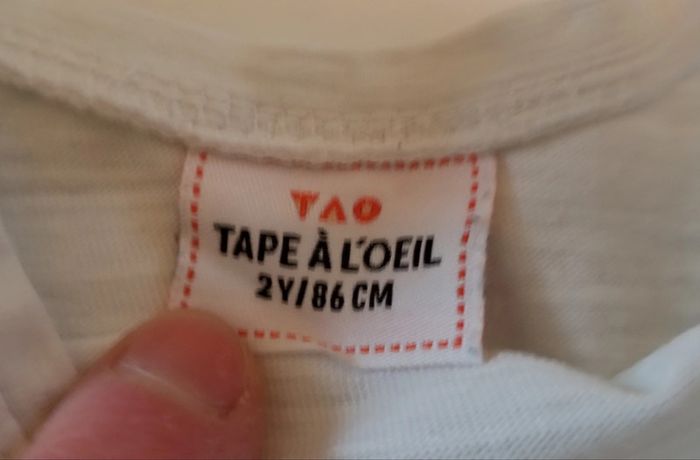 TAO
TAPE À L'OEIL
2Y/86 CM